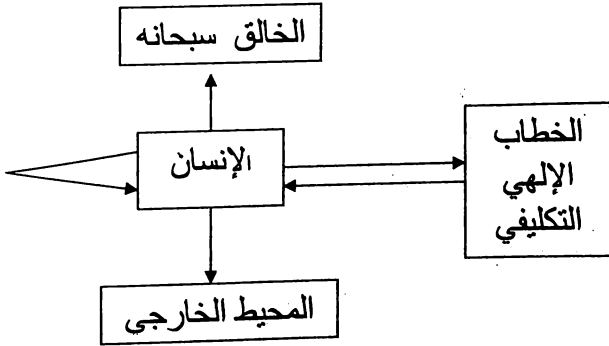 الخالق سبحانه
الخطاب
الإلهي
التكليفي
الإنسان
المحيط الخارجي